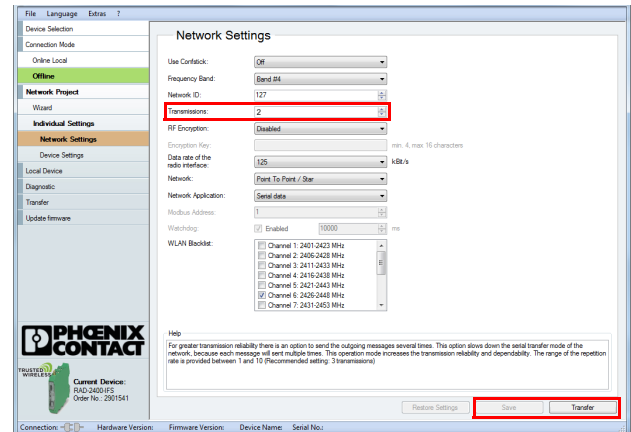 File Language Extras ?
Device Selection
Connection Mode
Online Local
Offline
Network Project
Wizard
Individual Settings
Network Settings
Device Settings
Local Device
Diagnostic
Transfer
Update firmware
PHŒNIX
CONTACT
TRUSTED
WIRELESS
Current Device:
RAD-2400-IFS
Order No.: 2901541
Network Settings
Use Confstick: Off
Frequency Band: Band #4
Network ID: 127
Transmissions: 2
RF Encryption: Disabled
Encryption Key: min. 4, max 16 characters
Data rate of the
radio interface: 125 kBit/s
Network: Point To Point / Star
Network Application: Serial data
Modbus Address: 1
Watchdog: Enabled 10000 ms
WLAN Blacklist:
Channel 1: 2401-2423 MHz
Channel 2: 2406-2428 MHz
Channel 3: 2411-2433 MHz
Channel 4: 2416-2438 MHz
Channel 5: 2421-2443 MHz
Channel 6: 2426-2448 MHz
Channel 7: 2431-2453 MHz
Help
For greater transmission reliability there is an option to send the outgoing messages several times. This option slows down the serial transfer mode of the
network, because each message will sent multiple times. This operation mode increases the transmission reliability and dependability. The range of the repetition
rate is provided between 1 and 10 (Recommended setting: 3 transmissions)
Restore Settings Save Transfer
Connection: Hardware Version: Firmware Version: Device Name: Serial No.: